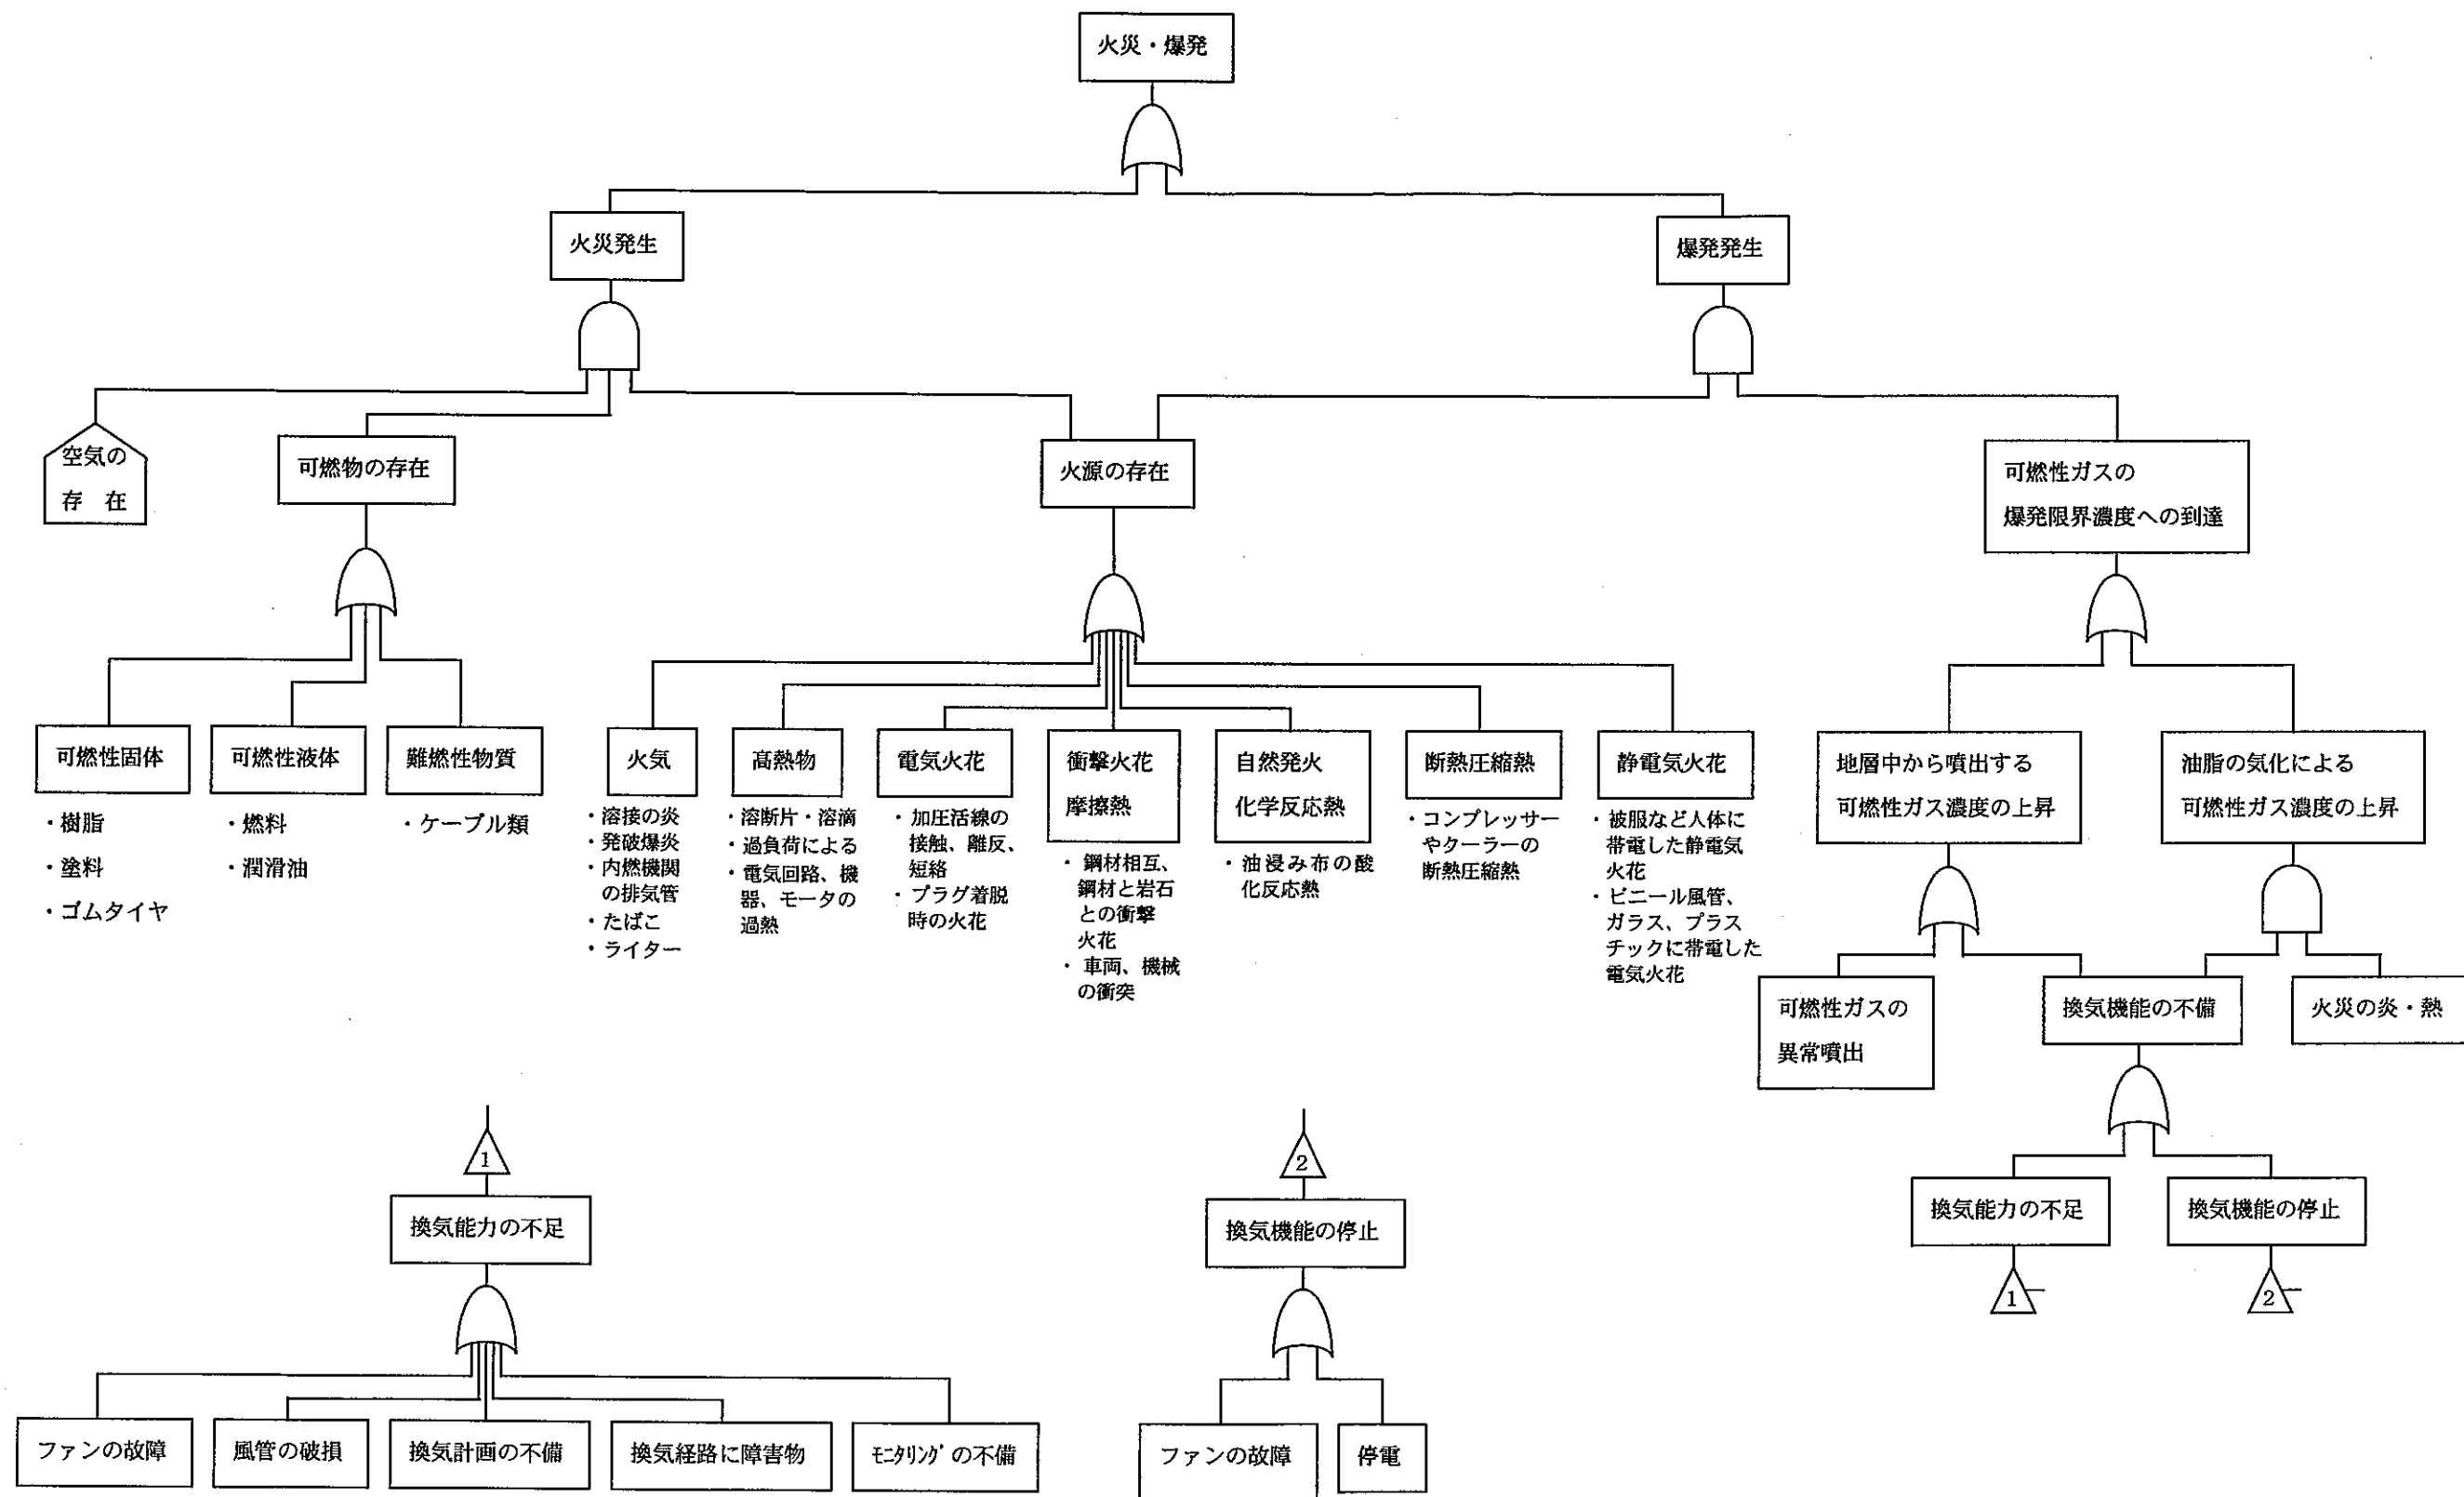 火災・爆発
火災発生
爆発発生
空気の
存 在
可燃物の存在
火源の存在
可燃性ガスの
爆発限界濃度への到達
可燃性固体
・樹脂
・塗料
・ゴムタイヤ
可燃性液体
・燃料
・潤滑油
難燃性物質
・ケーブル類
火気
・溶接の炎
・発破爆炎
・内燃機関
の排気管
・たばこ
・ライター
高熱物
・溶断片・溶滴
・過負荷による
・電気回路、機
器、モータの
過熱
電気火花
・加圧活線の
接触、離反、
短絡
・プラグ着脱
時の火花
衝撃火花
摩擦熱
・鋼材相互、
鋼材と岩石
との衝撃
火花
・車両、機械
の衝突
自然発火
化学反応熱
・油浸み布の酸
化反応熱
断熱圧縮熱
・コンプレッサー
やクーラーの
断熱圧縮熱
静電気火花
・被服など人体に
帯電した静電気
火花
・ビニール風管、
ガラス、プラス
チックに帯電した
電気火花
地層中から噴出する
可燃性ガス濃度の上昇
油脂の気化による
可燃性ガス濃度の上昇
可燃性ガスの
異常噴出
換気機能の不備
火災の炎・熱
換気能力の不足
換気機能の停止
1
2
1
換気能力の不足
ファンの故障
風管の破損
換気計画の不備
換気経路に障害物
ﾓﾆﾀﾘﾝｸﾞの不備
2
換気機能の停止
ファンの故障
停電